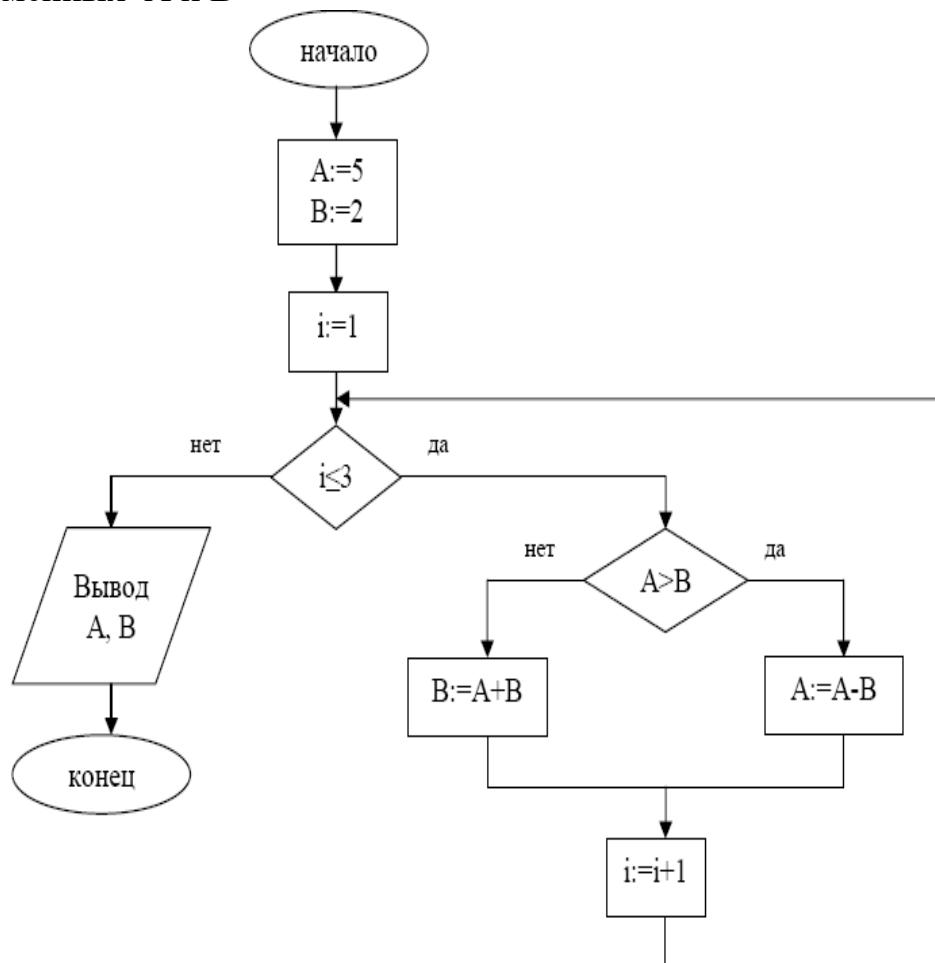 начало
A:=5
B:=2
i:=1
нет
да
i≤3
Вывод
A, B
конец
нет
да
A>B
B:=A+B
A:=A-B
i:=i+1